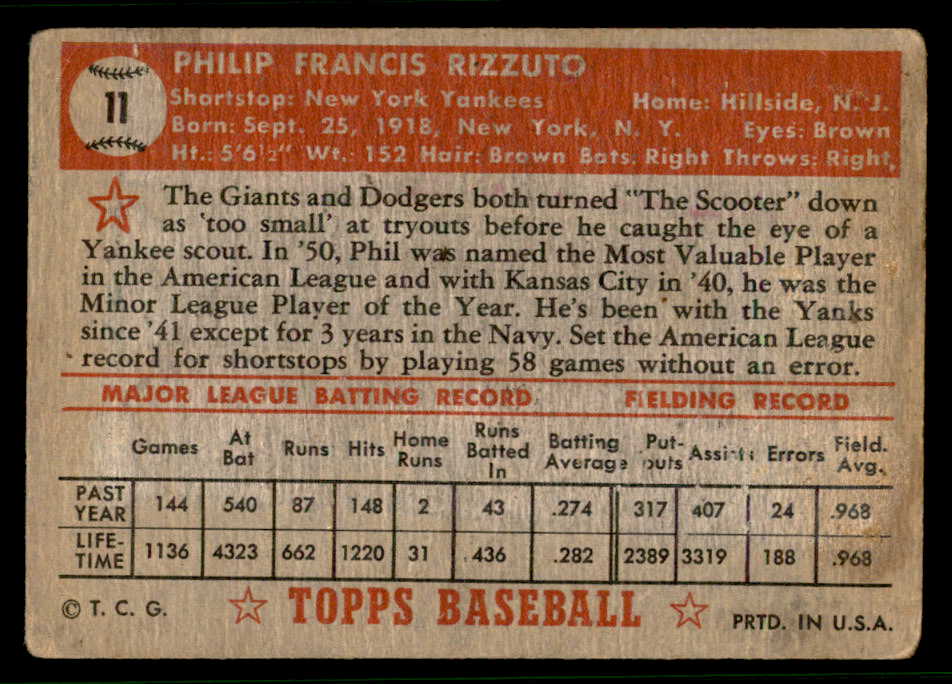 11
PHILIP FRANCIS RIZZUTO
Shortstop: New York Yankees Home: Hillside, N. J.
Born: Sept. 25, 1918, New York, N. Y. Eyes: Brown
Ht.: 5'6½" Wt.: 152 Hair: Brown Bats: Right Throws: Right
The Giants and Dodgers both turned "The Scooter" down
as 'too small' at tryouts before he caught the eye of a
Yankee scout. In '50, Phil was named the Most Valuable Player
in the American League and with Kansas City in '40, he was the
Minor League Player of the Year. He's been with the Yanks
since '41 except for 3 years in the Navy. Set the American League
record for shortstops by playing 58 games without an error.
MAJOR LEAGUE BATTING RECORD FIELDING RECORD
Games At Bat Runs Hits Home Runs Runs Batted In Batting Average Put-outs Assists Errors Field. Avg.
PAST YEAR 144 540 87 148 2 43 .274 317 407 24 .968
LIFE-TIME 1136 4323 662 1220 31 436 .282 2389 3319 188 .968
© T. C. G. TOPPS BASEBALL PRTD. IN U.S.A.